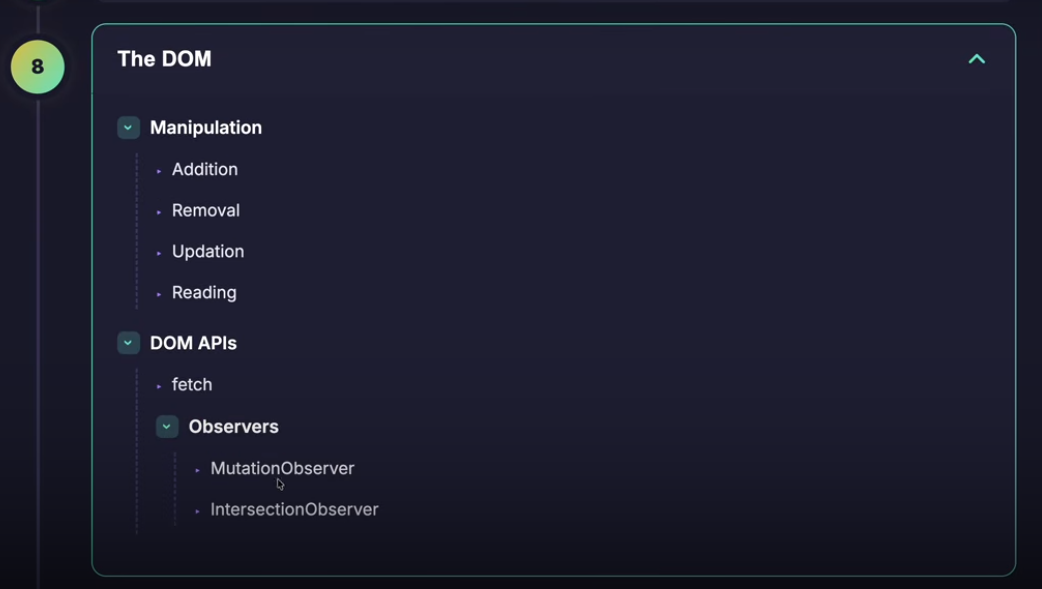 8
The DOM
Manipulation
Addition
Removal
Updation
Reading
DOM APIs
fetch
Observers
MutationObserver
IntersectionObserver